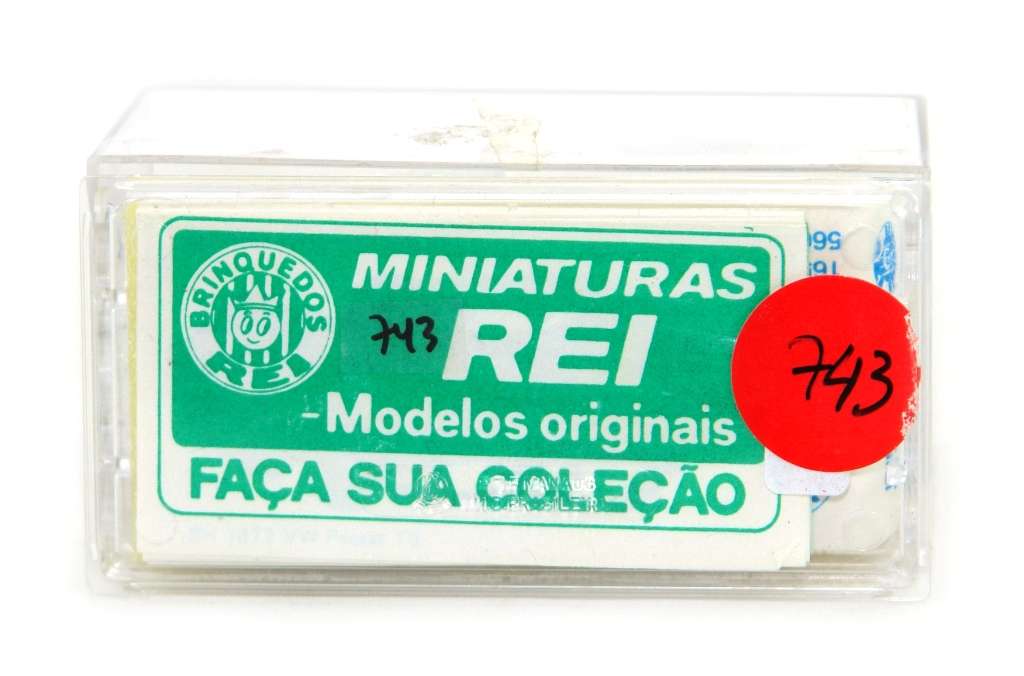 BRINQUEDOS
REI
MINIATURAS
REI
743
-Modelos originais
FAÇA SUA COLEÇÃO
743